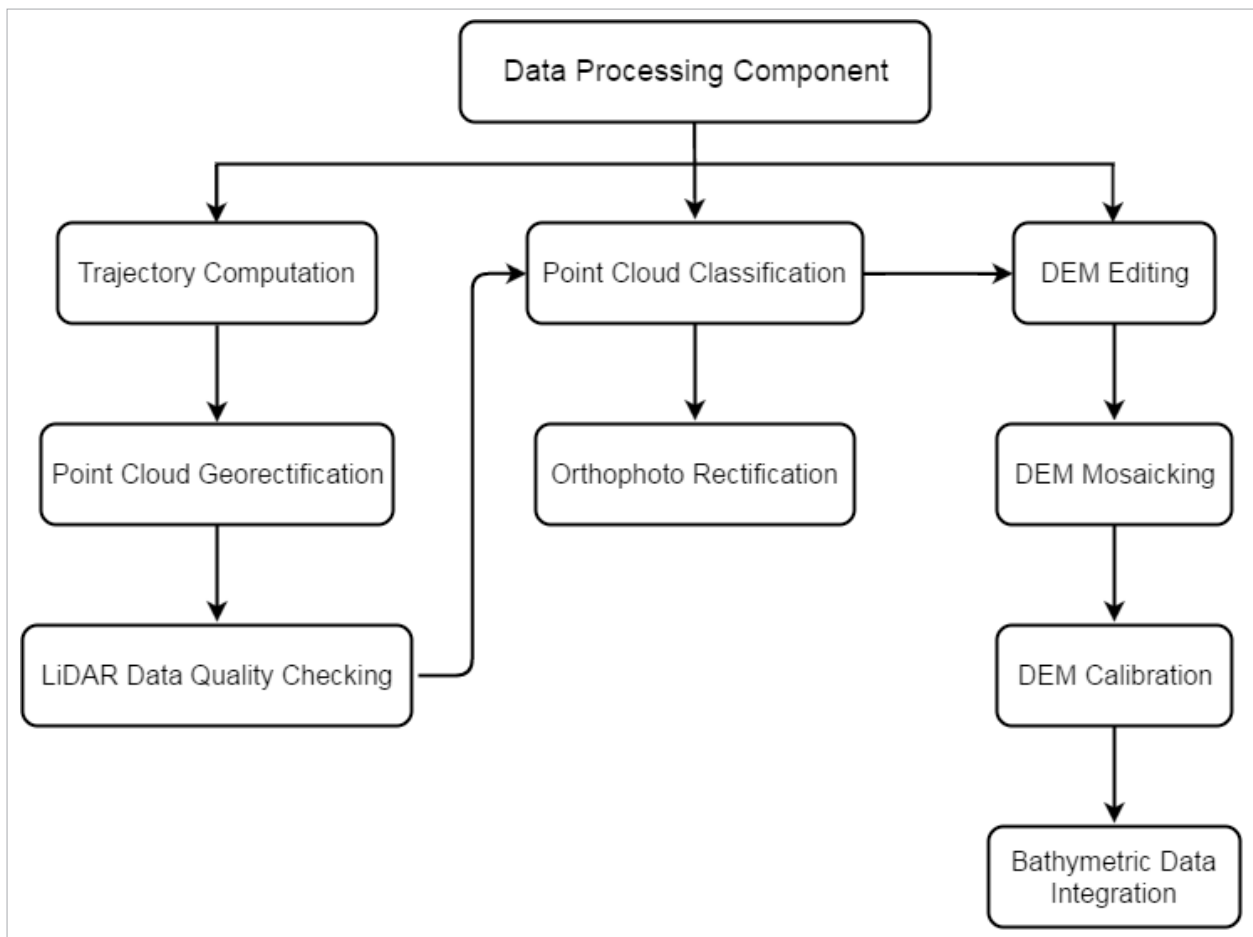 Data Processing Component
Trajectory Computation
Point Cloud Classification
DEM Editing
Point Cloud Georectification
Orthophoto Rectification
DEM Mosaicking
LiDAR Data Quality Checking
DEM Calibration
Bathymetric Data
Integration